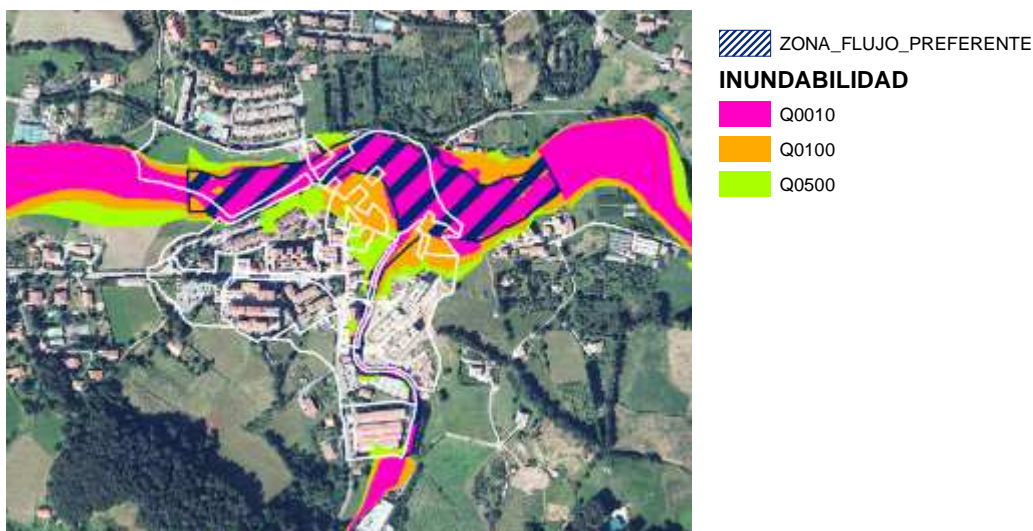 ZONA_FLUJO_PREFERENTE
INUNDABILIDAD
Q0010
Q0100
Q0500